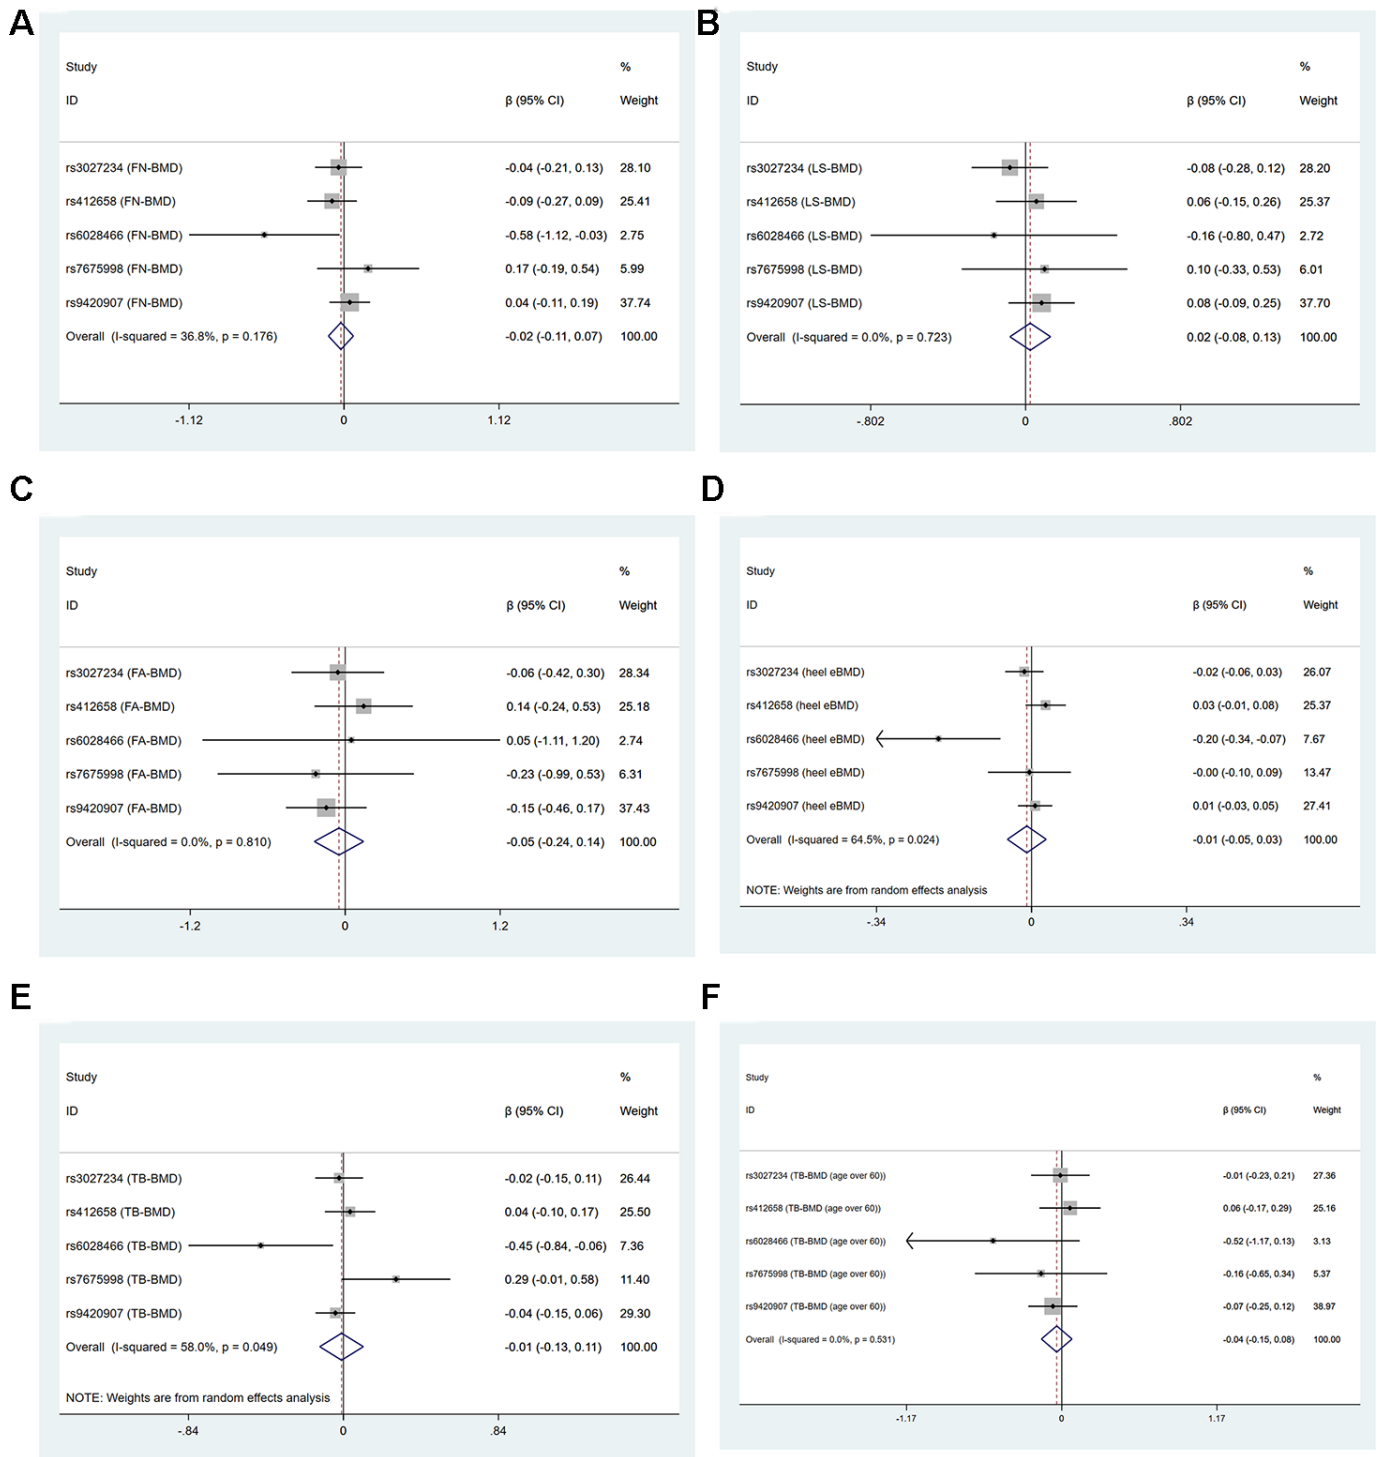 A
Study %
ID β (95% CI) Weight
rs3027234 (FN-BMD) -0.04 (-0.21, 0.13) 28.10
rs412658 (FN-BMD) -0.09 (-0.27, 0.09) 25.41
rs6028466 (FN-BMD) -0.58 (-1.12, -0.03) 2.75
rs7675998 (FN-BMD) 0.17 (-0.19, 0.54) 5.99
rs9420907 (FN-BMD) 0.04 (-0.11, 0.19) 37.74
Overall (I-squared = 36.8%, p = 0.176) -0.02 (-0.11, 0.07) 100.00
-1.12 0 1.12
B
Study %
ID β (95% CI) Weight
rs3027234 (LS-BMD) -0.08 (-0.28, 0.12) 28.20
rs412658 (LS-BMD) 0.06 (-0.15, 0.26) 25.37
rs6028466 (LS-BMD) -0.16 (-0.80, 0.47) 2.72
rs7675998 (LS-BMD) 0.10 (-0.33, 0.53) 6.01
rs9420907 (LS-BMD) 0.08 (-0.09, 0.25) 37.70
Overall (I-squared = 0.0%, p = 0.723) 0.02 (-0.08, 0.13) 100.00
-.802 0 .802
C
Study %
ID β (95% CI) Weight
rs3027234 (FA-BMD) -0.06 (-0.42, 0.30) 28.34
rs412658 (FA-BMD) 0.14 (-0.24, 0.53) 25.18
rs6028466 (FA-BMD) 0.05 (-1.11, 1.20) 2.74
rs7675998 (FA-BMD) -0.23 (-0.99, 0.53) 6.31
rs9420907 (FA-BMD) -0.15 (-0.46, 0.17) 37.43
Overall (I-squared = 0.0%, p = 0.810) -0.05 (-0.24, 0.14) 100.00
-1.2 0 1.2
D
Study %
ID β (95% CI) Weight
rs3027234 (heel eBMD) -0.02 (-0.06, 0.03) 26.07
rs412658 (heel eBMD) 0.03 (-0.01, 0.08) 25.37
rs6028466 (heel eBMD) -0.20 (-0.34, -0.07) 7.67
rs7675998 (heel eBMD) -0.00 (-0.10, 0.09) 13.47
rs9420907 (heel eBMD) 0.01 (-0.03, 0.05) 27.41
Overall (I-squared = 64.5%, p = 0.024) -0.01 (-0.05, 0.03) 100.00
NOTE: Weights are from random effects analysis
-.34 0 .34
E
Study %
ID β (95% CI) Weight
rs3027234 (TB-BMD) -0.02 (-0.15, 0.11) 26.44
rs412658 (TB-BMD) 0.04 (-0.10, 0.17) 25.50
rs6028466 (TB-BMD) -0.45 (-0.84, -0.06) 7.36
rs7675998 (TB-BMD) 0.29 (-0.01, 0.58) 11.40
rs9420907 (TB-BMD) -0.04 (-0.15, 0.06) 29.30
Overall (I-squared = 58.0%, p = 0.049) -0.01 (-0.13, 0.11) 100.00
NOTE: Weights are from random effects analysis
-.84 0 .84
F
Study %
ID β (95% CI) Weight
rs3027234 (TB-BMD (age over 60)) -0.01 (-0.23, 0.21) 27.36
rs412658 (TB-BMD (age over 60)) 0.06 (-0.17, 0.29) 25.16
rs6028466 (TB-BMD (age over 60)) -0.52 (-1.17, 0.13) 3.13
rs7675998 (TB-BMD (age over 60)) -0.16 (-0.65, 0.34) 5.37
rs9420907 (TB-BMD (age over 60)) -0.07 (-0.25, 0.12) 38.97
Overall (I-squared = 0.0%, p = 0.531) -0.04 (-0.15, 0.08) 100.00
-1.17 0 1.17